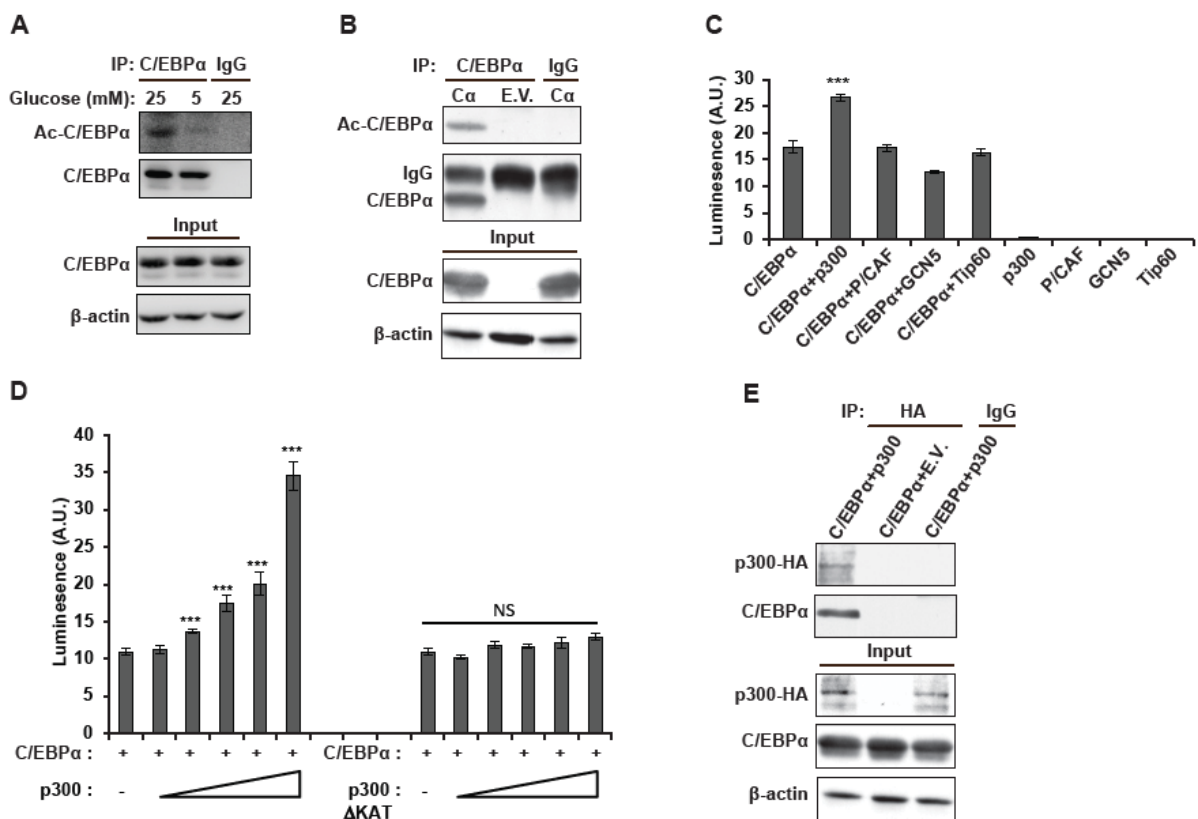 A
IP: C/EBPα IgG
Glucose (mM): 25 5 25
Ac-C/EBPα
C/EBPα
Input
C/EBPα
β-actin
B
IP: C/EBPα IgG
Cα E.V. Cα
Ac-C/EBPα
IgG
C/EBPα
Input
C/EBPα
β-actin
C
Luminesence (A.U.)
30
25
20
15
10
5
0
***
C/EBPα
C/EBPα+p300
C/EBPα+P/CAF
C/EBPα+GCN5
C/EBPα+Tip60
p300
P/CAF
GCN5
Tip60
D
Luminesence (A.U.)
40
35
30
25
20
15
10
5
0
*** *** *** ***
NS
C/EBPα : + + + + + +
p300 : -
C/EBPα : + + + + + +
p300 : -
ΔKAT
E
IP: HA IgG
C/EBPα+p300
C/EBPα+E.V.
C/EBPα+p300
p300-HA
C/EBPα
Input
p300-HA
C/EBPα
β-actin